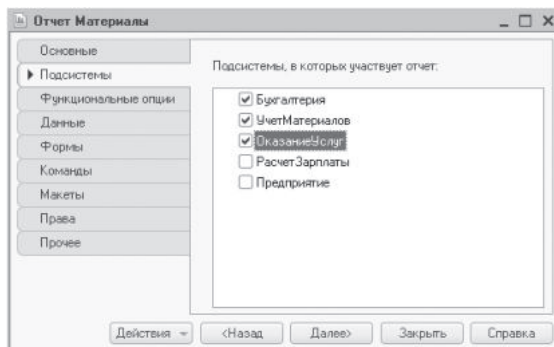 Отчет Материалы
Основные
Подсистемы
Функциональные опции
Данные
Формы
Команды
Макеты
Права
Прочее
Подсистемы, в которых участвует отчет:
Бухгалтерия
УчетМатериалов
ОказаниеУслуг
РасчетЗарплаты
Предприятие
Действия
<Назад
Далее>
Закрыть
Справка